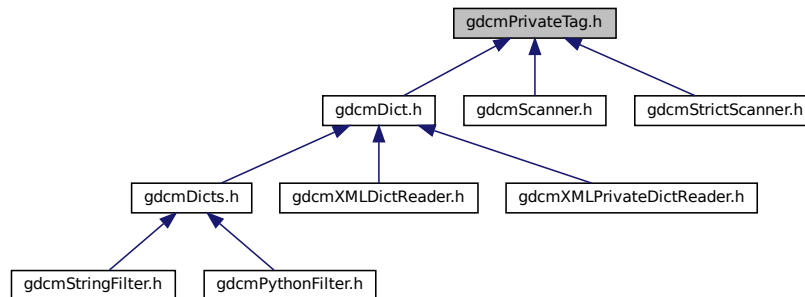 gdcmPrivateTag.h
gdcmDict.h
gdcmScanner.h
gdcmStrictScanner.h
gdcmDicts.h
gdcmXMLDictReader.h
gdcmXMLPrivateDictReader.h
gdcmStringFilter.h
gdcmPythonFilter.h